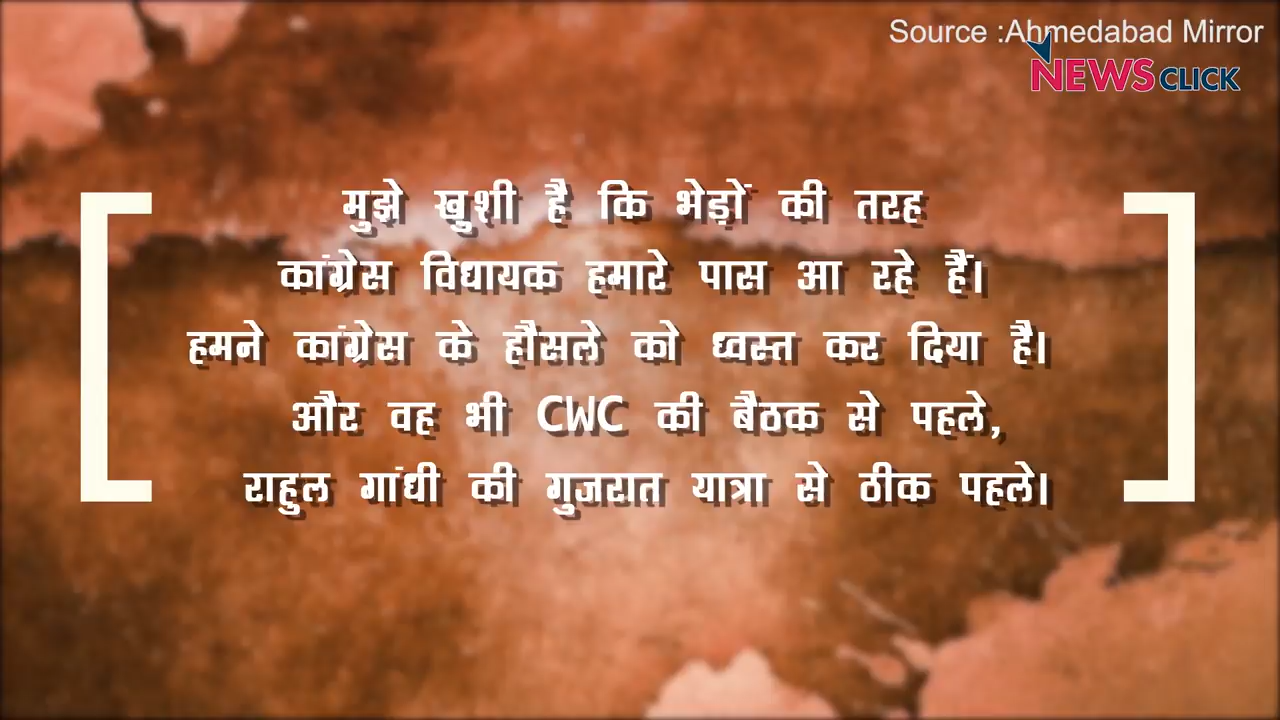 Source :Ahmedabad Mirror
NEWSCLICK
मुझे खुशी है कि भेड़ों की तरह
कांग्रेस विधायक हमारे पास आ रहे हैं।
हमने कांग्रेस के हौसले को ध्वस्त कर दिया है।
और वह भी CWC की बैठक से पहले,
राहुल गांधी की गुजरात यात्रा से ठीक पहले।